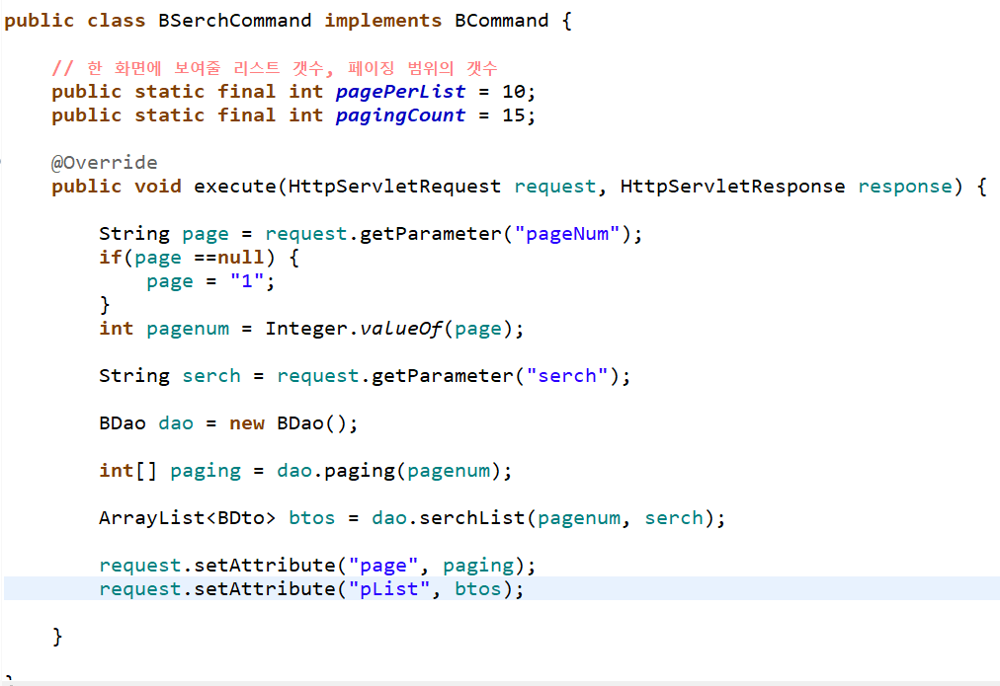 public class BSerchCommand implements BCommand {
// 한 화면에 보여줄 리스트 갯수, 페이징 범위의 갯수
public static final int pagePerList = 10;
public static final int pagingCount = 15;
@Override
public void execute(HttpServletRequest request, HttpServletResponse response) {
String page = request.getParameter("pageNum");
if(page ==null) {
page = "1";
}
int pagenum = Integer.valueOf(page);
String serch = request.getParameter("serch");
BDao dao = new BDao();
int[] paging = dao.paging(pagenum);
ArrayList<BDto> btos = dao.serchList(pagenum, serch);
request.setAttribute("page", paging);
request.setAttribute("pList", btos);
}
}